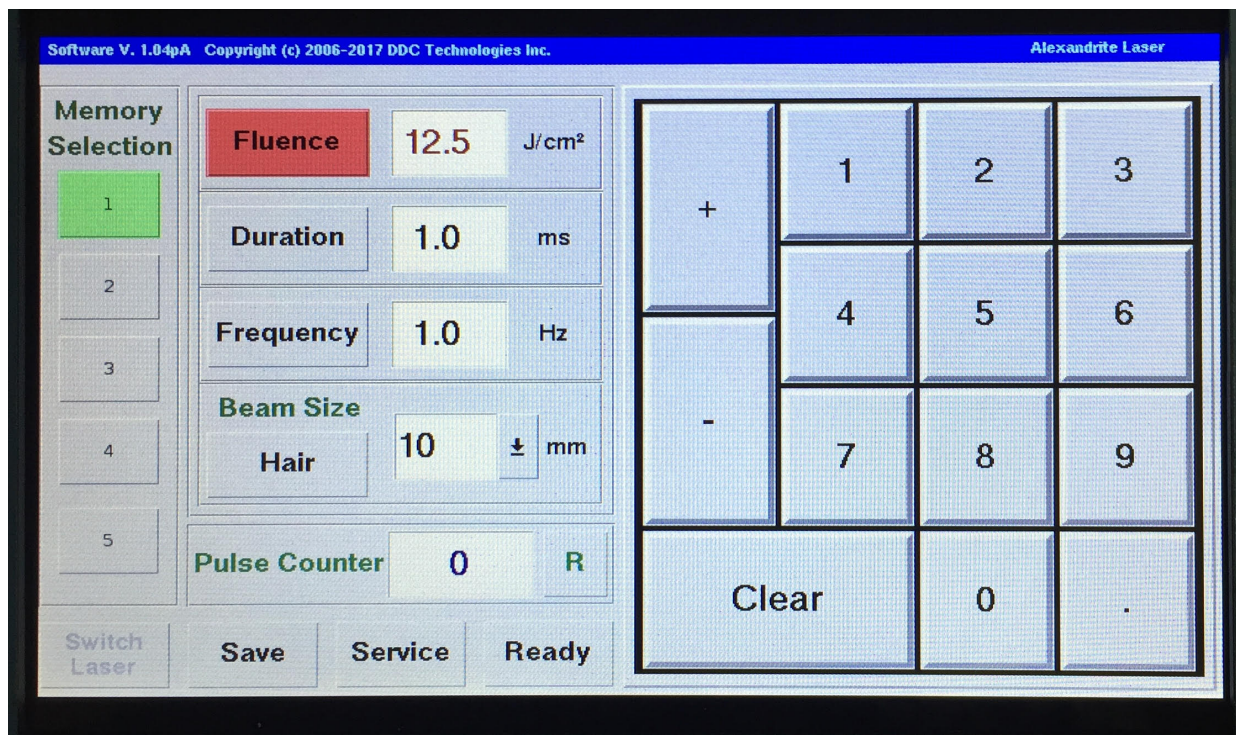 Software V. 1.04pA Copyright (c) 2006-2017 DDC Technologies Inc. Alexandrite Laser
Memory
Selection
1
2
3
4
5
Fluence 12.5 J/cm²
Duration 1.0 ms
Frequency 1.0 Hz
Beam Size
Hair 10 mm
Pulse Counter 0 R
Switch
Laser
Save Service Ready
+ 1 2 3
4 5 6
- 7 8 9
Clear 0 .